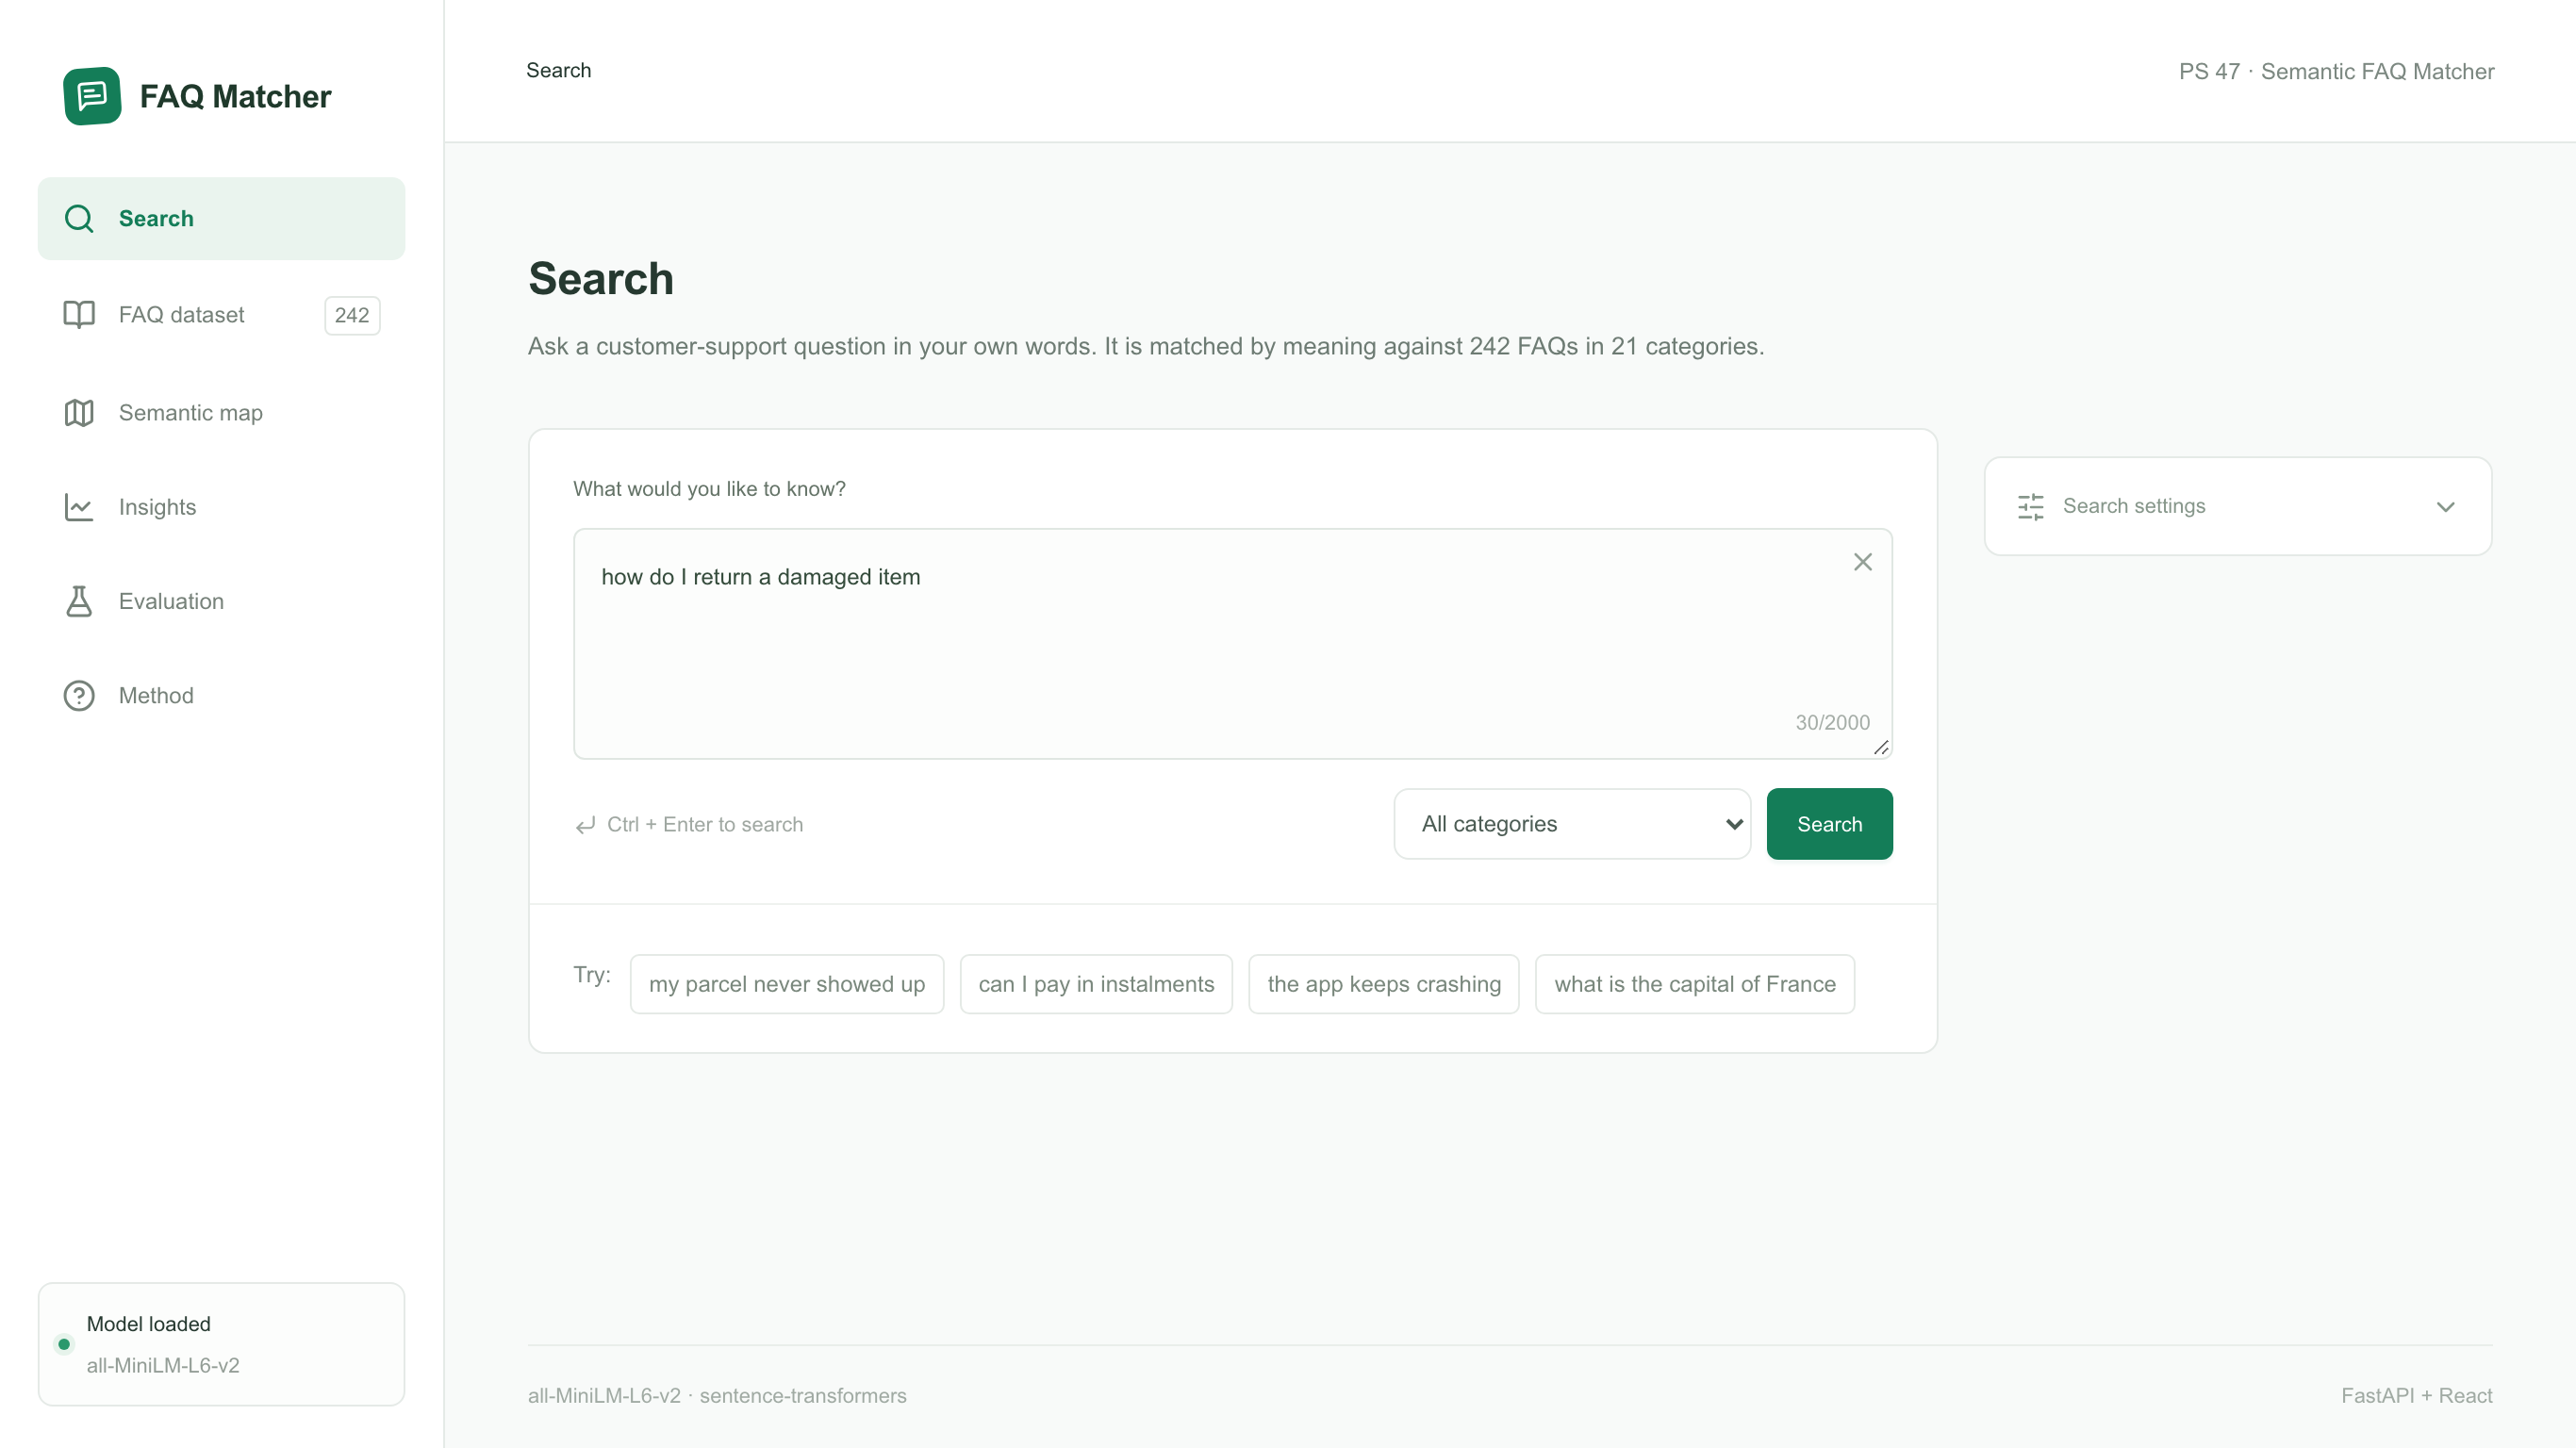 FAQ Matcher
Search
FAQ dataset 242
Semantic map
Insights
Evaluation
Method
Model loaded
all-MiniLM-L6-v2
Search
PS 47 · Semantic FAQ Matcher
Search
Ask a customer-support question in your own words. It is matched by meaning against 242 FAQs in 21 categories.
What would you like to know?
how do I return a damaged item
30/2000
Ctrl + Enter to search
All categories
Search
Try:
my parcel never showed up
can I pay in instalments
the app keeps crashing
what is the capital of France
Search settings
all-MiniLM-L6-v2 · sentence-transformers
FastAPI + React